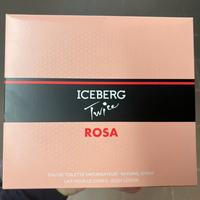 ICEBERG
Twice
ROSA
EAU DE TOILETTE VAPORISATEUR - NATURAL SPRAY
LAIT POUR LE CORPS - BODY LOTION